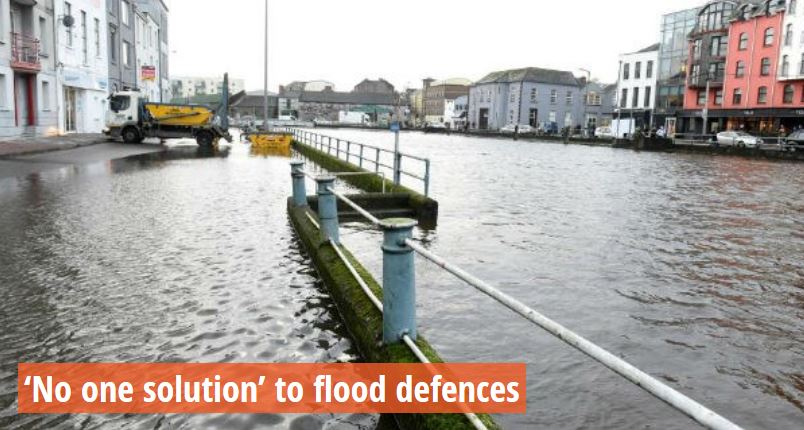 ‘No one solution’ to flood defences